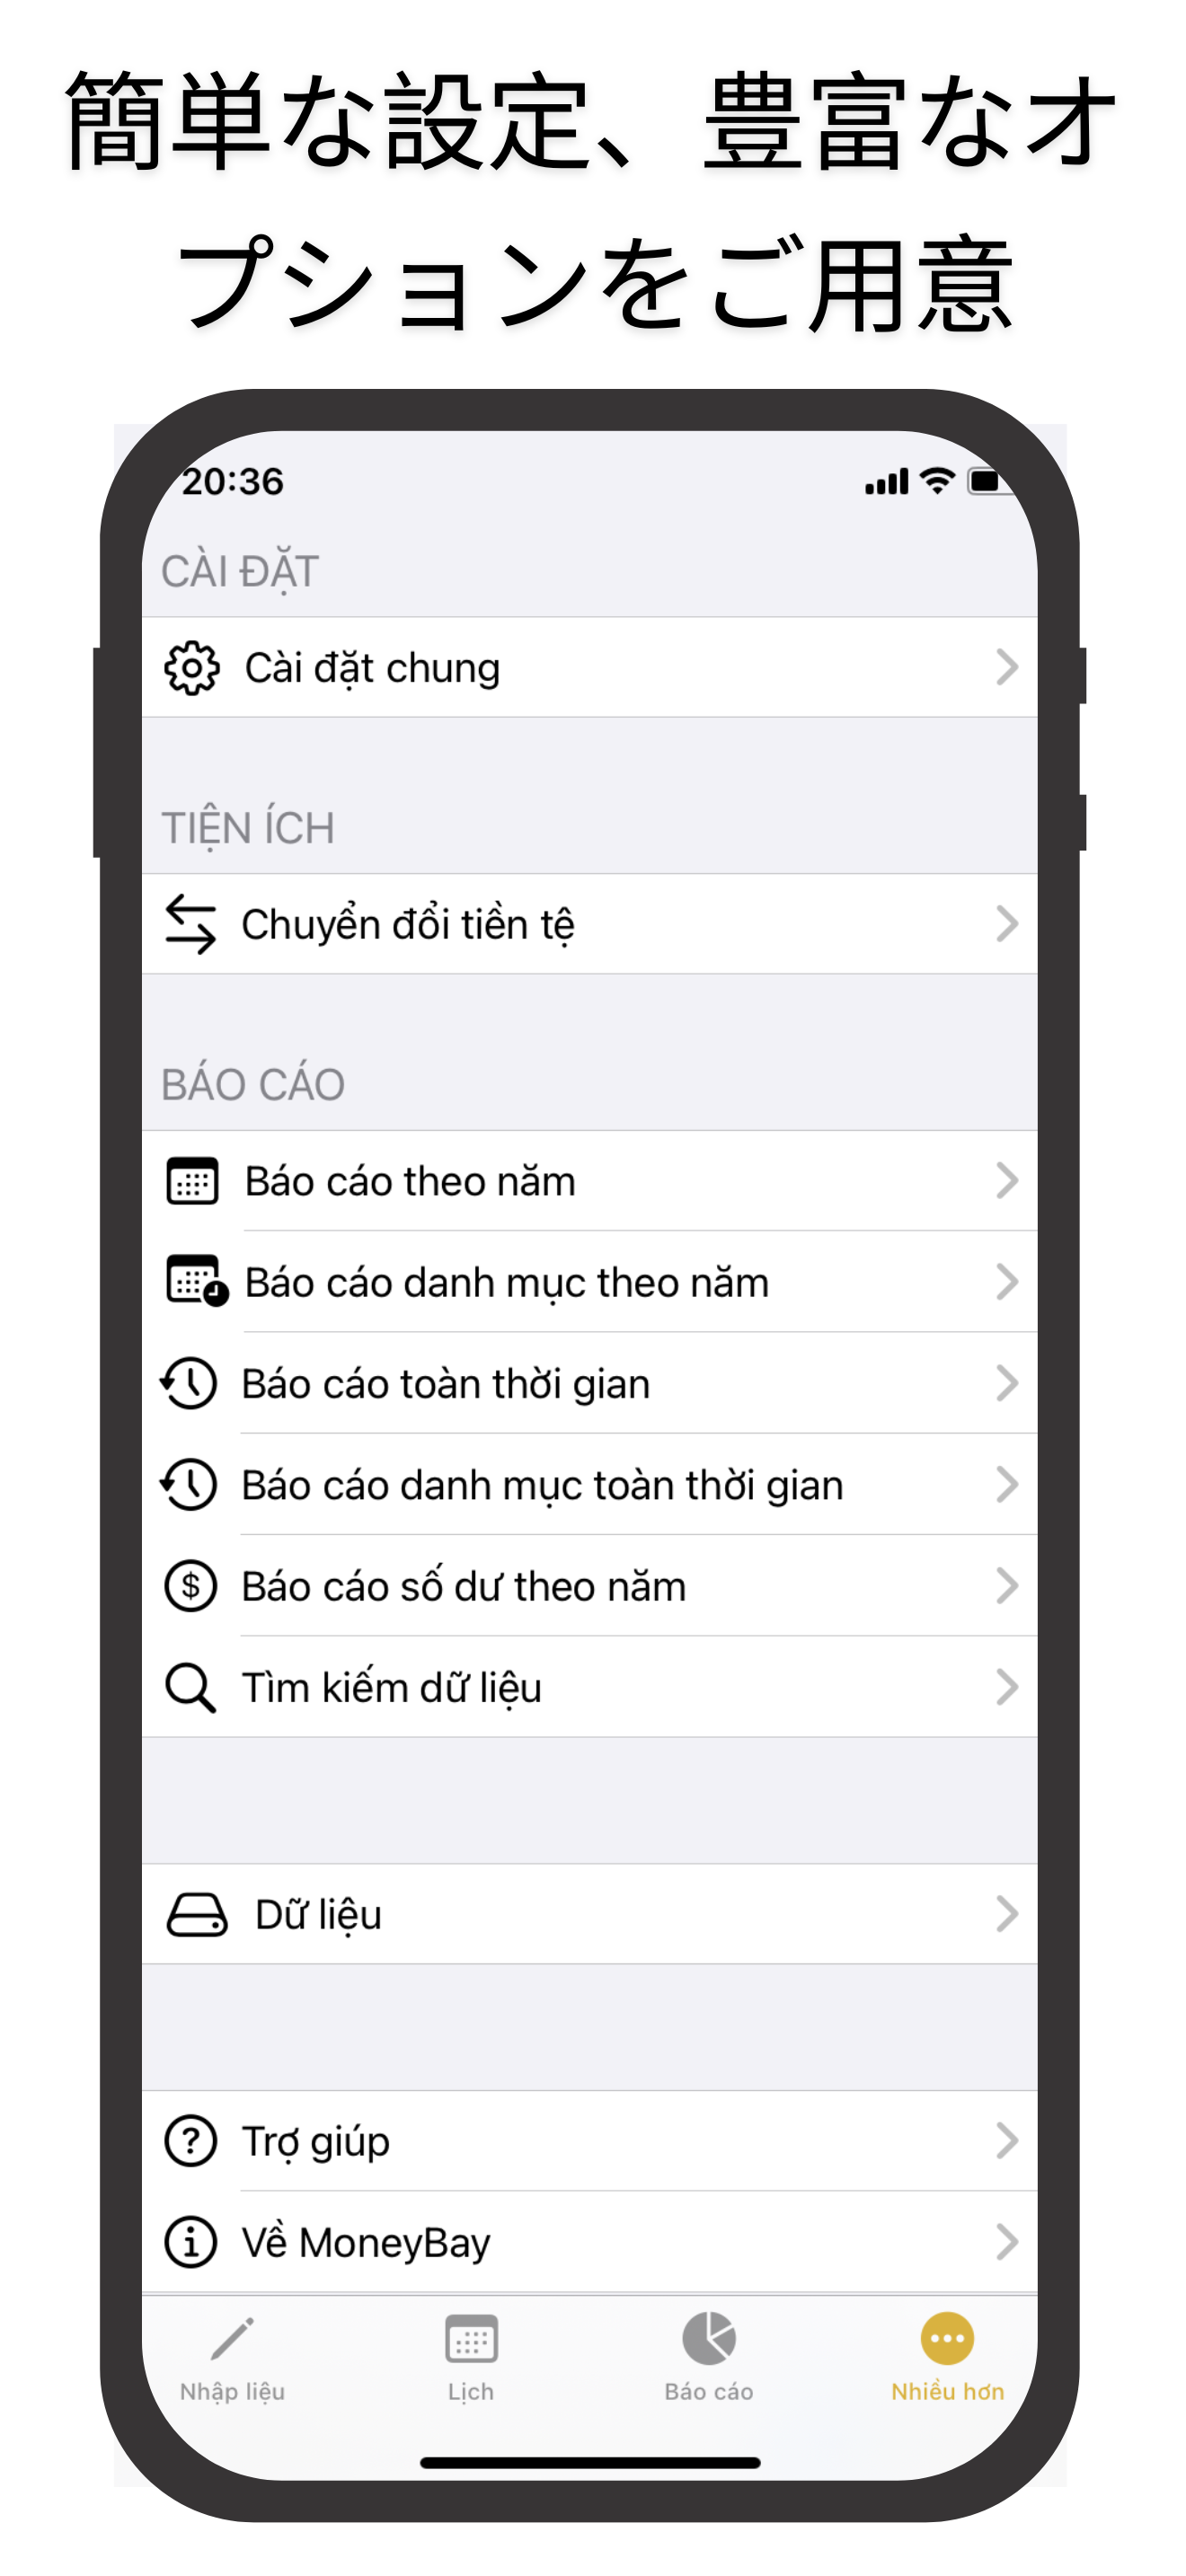 簡単な設定、豊富なオ
プションをご用意
20:36
CÀI ĐẶT
Cài đặt chung
TIỆN ÍCH
Chuyển đổi tiền tệ
BÁO CÁO
Báo cáo theo năm
Báo cáo danh mục theo năm
Báo cáo toàn thời gian
Báo cáo danh mục toàn thời gian
Báo cáo số dư theo năm
Tìm kiếm dữ liệu
Dữ liệu
Trợ giúp
Về MoneyBay
Nhập liệu Lịch Báo cáo Nhiều hơn